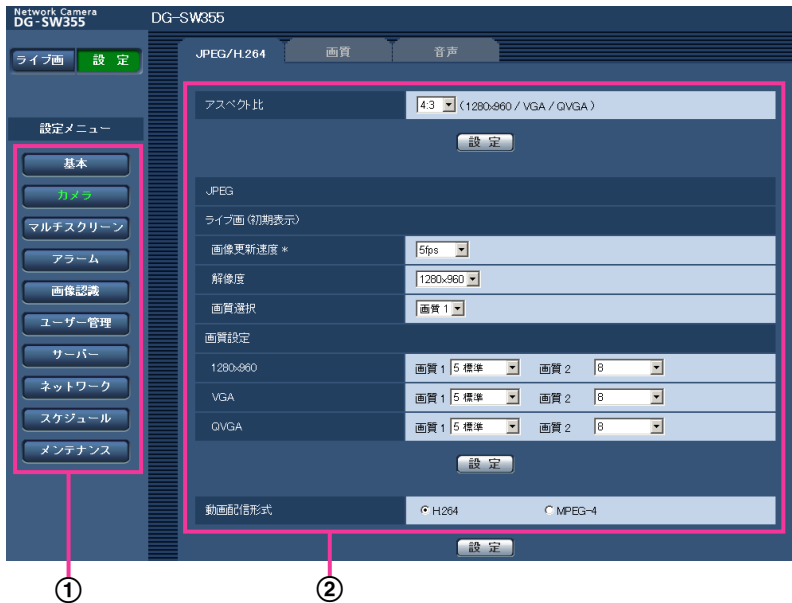 Network Camera
DG-SW355
DG-SW355
ライブ画 設定
設定メニュー
基本
カメラ
マルチスクリーン
アラーム
画像認識
ユーザー管理
サーバー
ネットワーク
スケジュール
メンテナンス
JPEG/H.264 画質 音声
アスペクト比 4:3 (1280×960 / VGA / QVGA)
設定
JPEG
ライブ画(初期表示)
画像更新速度 * 5fps
解像度 1280×960
画質選択 画質 1
画質設定
1280×960 画質 1 5 標準 画質 2 8
VGA 画質 1 5 標準 画質 2 8
QVGA 画質 1 5 標準 画質 2 8
設定
動画配信形式 H.264 MPEG-4
設定
① ②